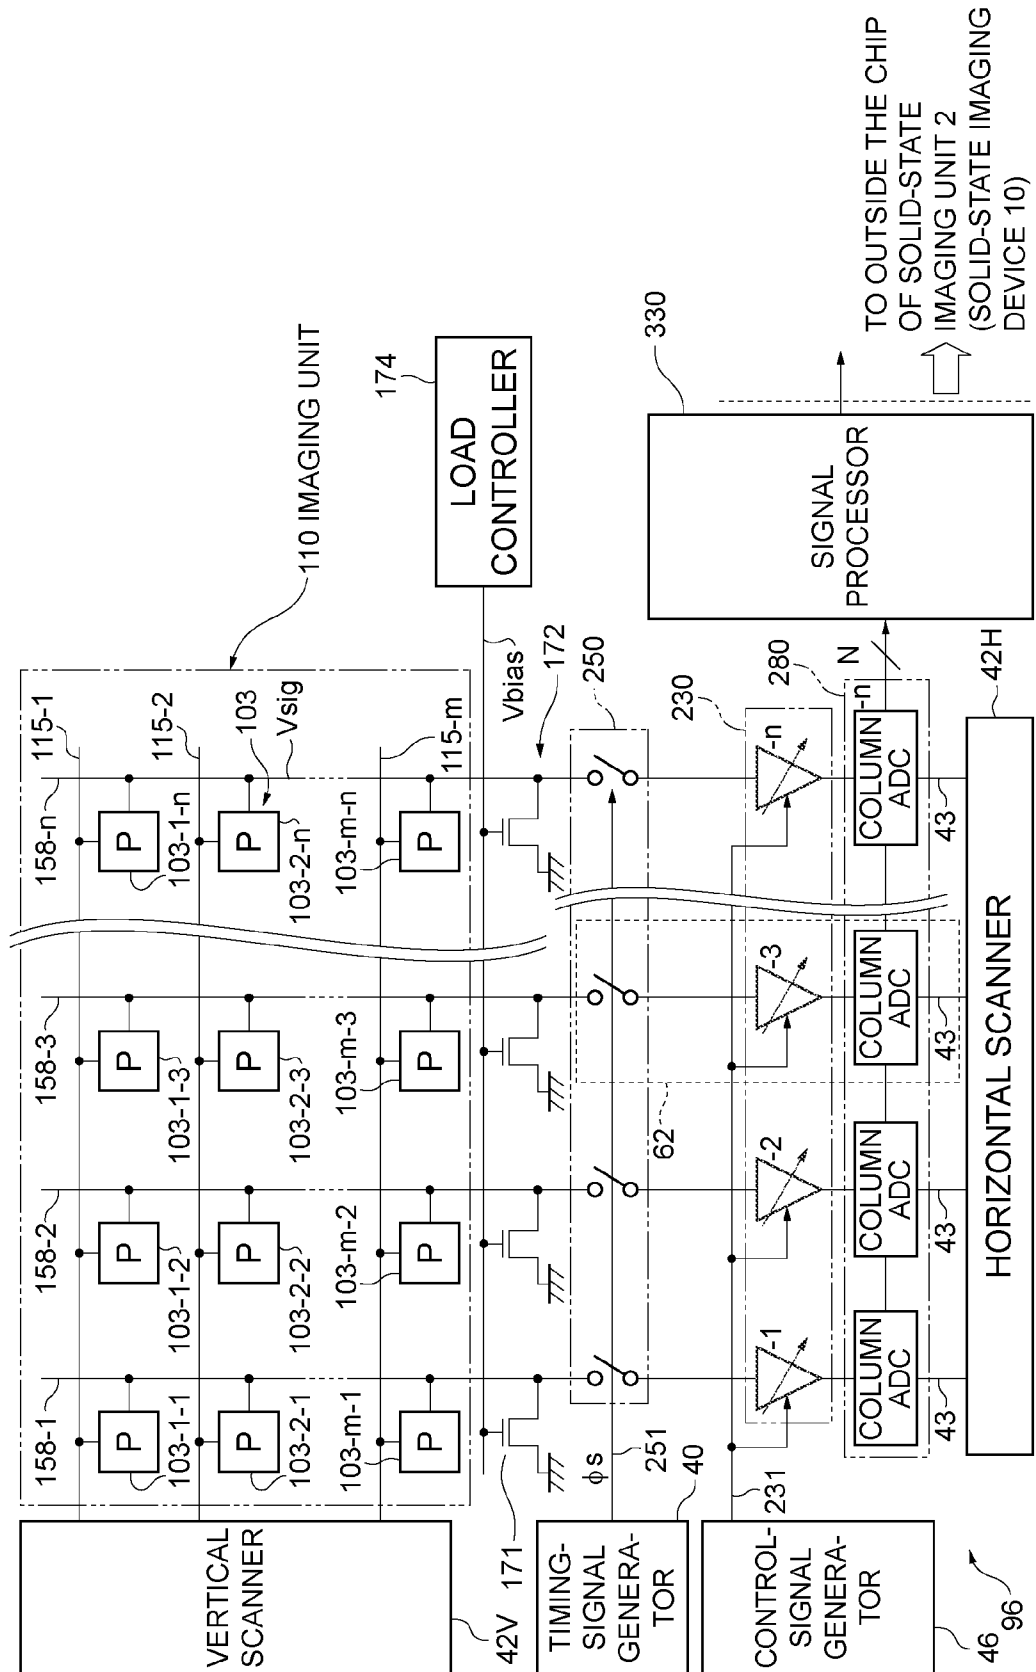 158-1
158-2
158-3
158-n
115-1
P
P
P
P
110 IMAGING UNIT
103-1-1
103-1-2
103-1-3
103-1-n
115-2
P
P
P
P
103
Vsig
103-2-1
103-2-2
103-2-3
103-2-n
VERTICAL
SCANNER
42V
103-m-1
103-m-2
103-m-3
103-m-n
115-m
P
P
P
P
174
LOAD
CONTROLLER
Vbias
171
172
250
ϕs
251
TIMING-
SIGNAL
GENERA-
TOR
40
62
230
-1
-2
-3
-n
231
CONTROL-
SIGNAL
GENERA-
TOR
46
96
280
-n
COLUMN
ADC
COLUMN
ADC
COLUMN
ADC
COLUMN
ADC
N
43
43
43
43
HORIZONTAL SCANNER
42H
SIGNAL
PROCESSOR
330
TO OUTSIDE THE CHIP
OF SOLID-STATE
IMAGING UNIT 2
(SOLID-STATE IMAGING
DEVICE 10)